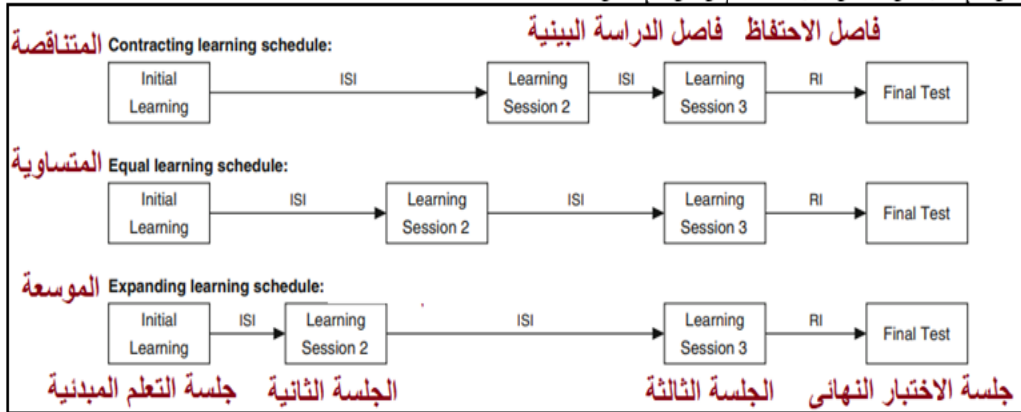 فاصل الاحتفاظ فاصل الدراسة البينية
المتناقصة Contracting learning schedule:
Initial Learning
ISI
Learning Session 2
ISI
Learning Session 3
RI
Final Test
المتساوية Equal learning schedule:
Initial Learning
ISI
Learning Session 2
ISI
Learning Session 3
RI
Final Test
الموسعة Expanding learning schedule:
Initial Learning
ISI
Learning Session 2
ISI
Learning Session 3
RI
Final Test
جلسة التعلم المبدئية
الجلسة الثانية
الجلسة الثالثة
جلسة الاختبار النهائى